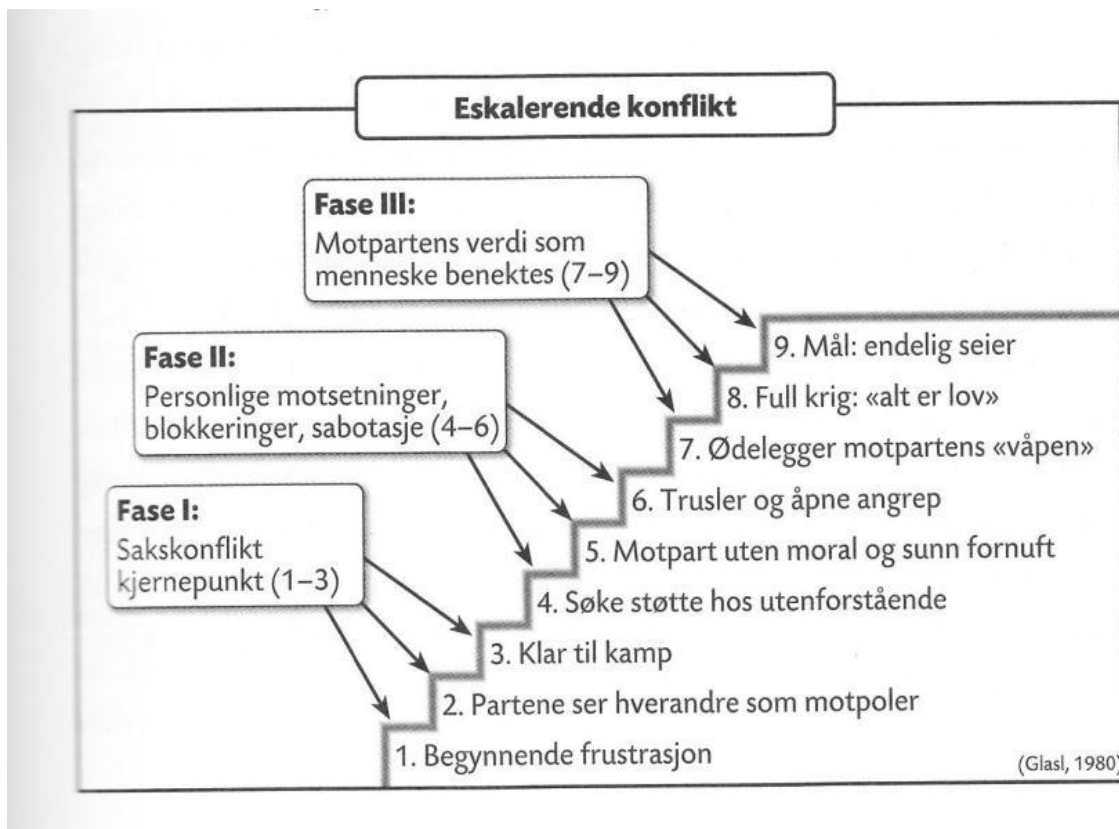 Eskalerende konflikt
Fase III:
Motpartens verdi som
menneske benektes (7–9)
Fase II:
Personlige motsetninger,
blokkeringer, sabotasje (4–6)
Fase I:
Sakskonflikt
kjernepunkt (1–3)
9. Mål: endelig seier
8. Full krig: «alt er lov»
7. Ødelegger motpartens «våpen»
6. Trusler og åpne angrep
5. Motpart uten moral og sunn fornuft
4. Søke støtte hos utenforstående
3. Klar til kamp
2. Partene ser hverandre som motpoler
1. Begynnende frustrasjon
(Glasl, 1980)